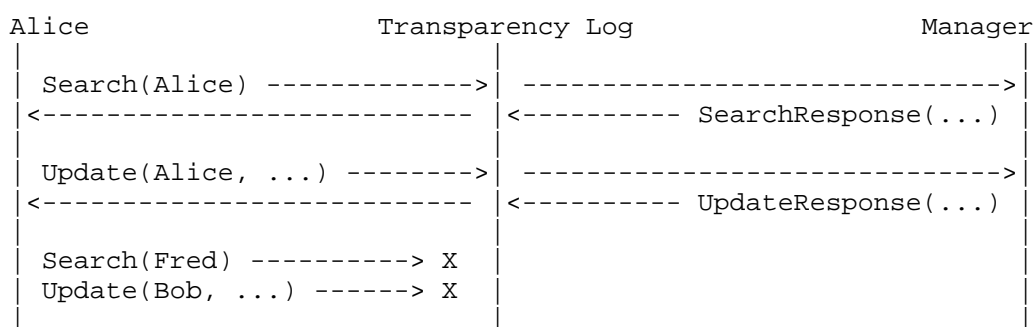 Alice                  Transparency Log                  Manager
|                              |                                |
| Search(Alice) ------------->| ------------------------------>|
|<--------------------------- |<---------- SearchResponse(...) |
|                              |                                |
| Update(Alice, ...) -------->| ------------------------------>|
|<--------------------------- |<---------- UpdateResponse(...) |
|                              |                                |
| Search(Fred) ----------> X  |                                |
| Update(Bob, ...) ------> X  |                                |
|                              |                                |